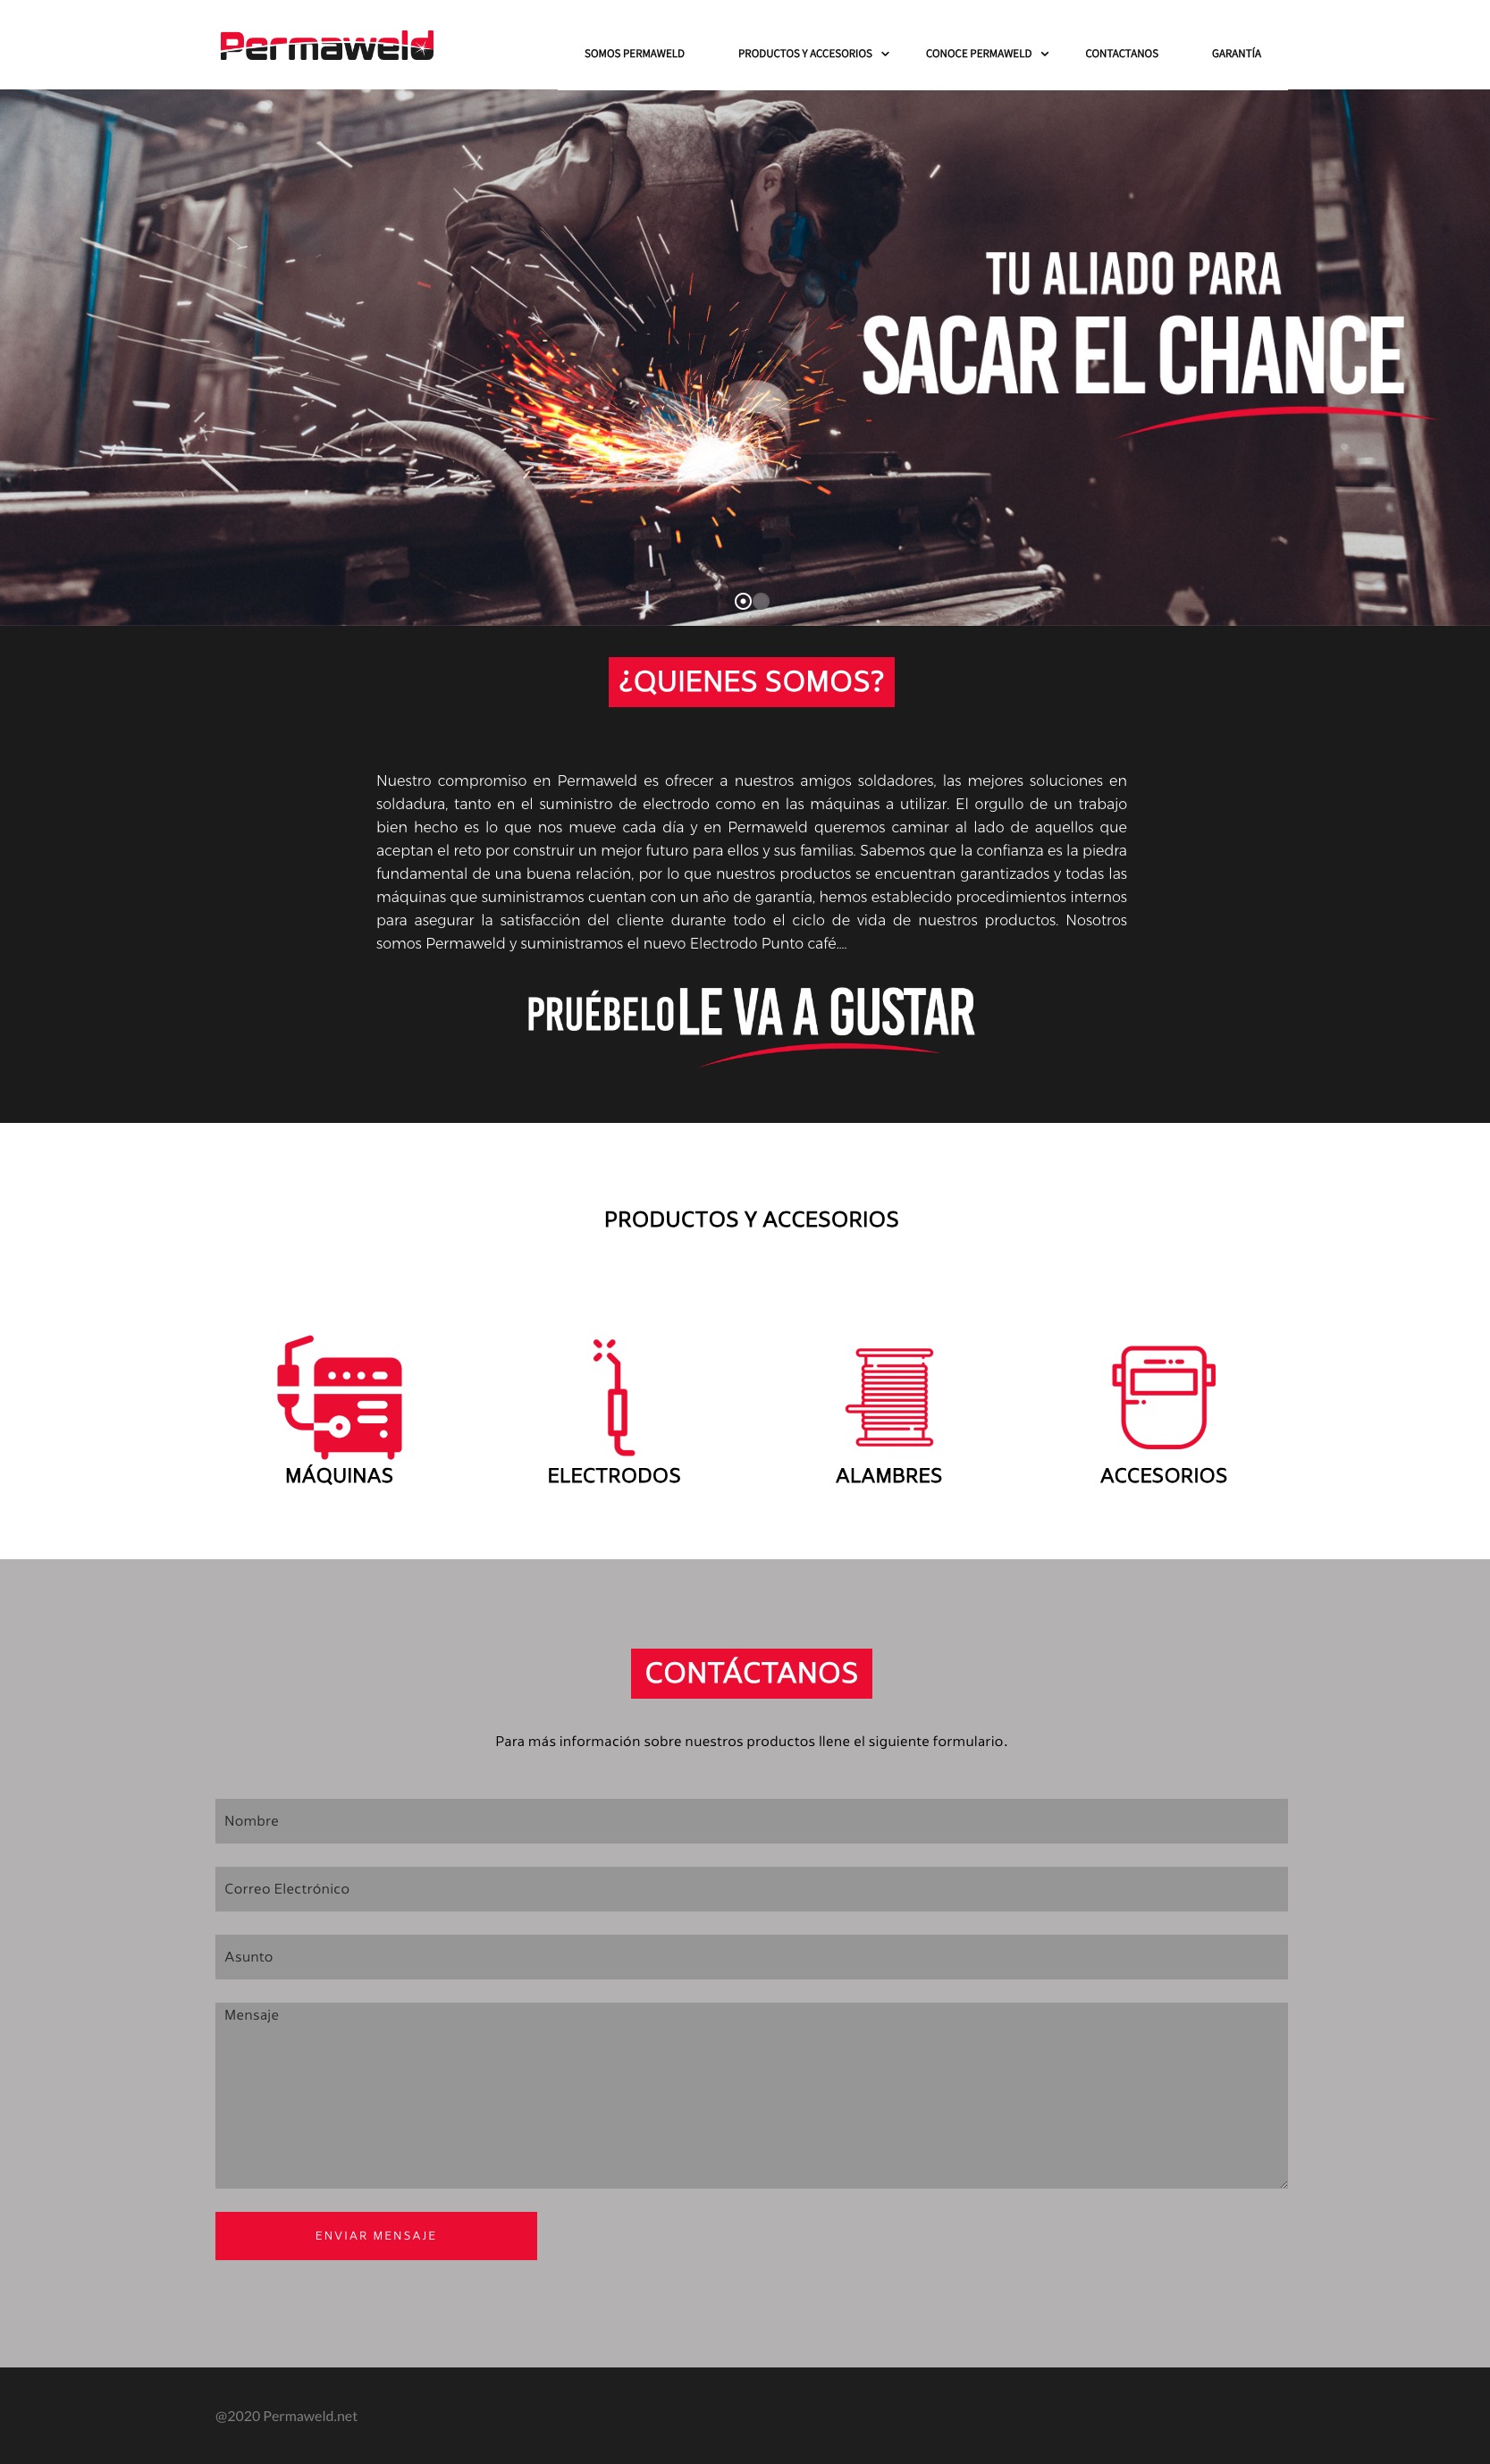 Permaweld
SOMOS PERMAWELD
PRODUCTOS Y ACCESORIOS
CONOCE PERMAWELD
CONTACTANOS
GARANTÍA
TU ALIADO PARA
SACAR EL CHANCE
¿QUIENES SOMOS?
Nuestro compromiso en Permaweld es ofrecer a nuestros amigos soldadores, las mejores soluciones en
soldadura, tanto en el suministro de electrodo como en las máquinas a utilizar. El orgullo de un trabajo
bien hecho es lo que nos mueve cada día y en Permaweld queremos caminar al lado de aquellos que
aceptan el reto por construir un mejor futuro para ellos y sus familias. Sabemos que la confianza es la piedra
fundamental de una buena relación, por lo que nuestros productos se encuentran garantizados y todas las
máquinas que suministramos cuentan con un año de garantía, hemos establecido procedimientos internos
para asegurar la satisfacción del cliente durante todo el ciclo de vida de nuestros productos. Nosotros
somos Permaweld y suministramos el nuevo Electrodo Punto café....
PRUÉBELO LE VA A GUSTAR
PRODUCTOS Y ACCESORIOS
MÁQUINAS
ELECTRODOS
ALAMBRES
ACCESORIOS
CONTÁCTANOS
Para más información sobre nuestros productos llene el siguiente formulario.
Nombre
Correo Electrónico
Asunto
Mensaje
ENVIAR MENSAJE
@2020 Permaweld.net